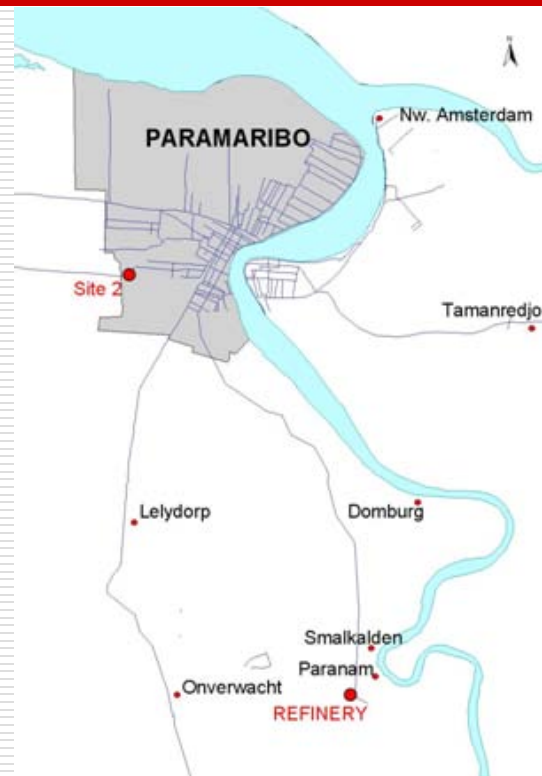 N
Nw. Amsterdam
PARAMARIBO
Site 2
Tamanredjo
Lelydorp
Domburg
Smalkalden
Paranam
Onverwacht
REFINERY